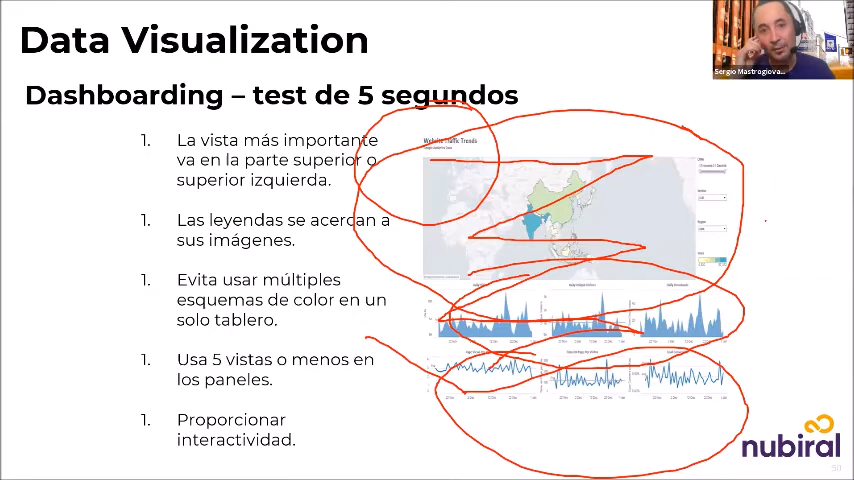 Data Visualization
Sergio Mastrogiova...
Dashboarding – test de 5 segundos
1. La vista más importante
va en la parte superior o
superior izquierda.
1. Las leyendas se acercan a
sus imágenes.
1. Evita usar múltiples
esquemas de color en un
solo tablero.
1. Usa 5 vistas o menos en
los paneles.
1. Proporcionar
interactividad.
Website Traffic Trends
nubiral
50